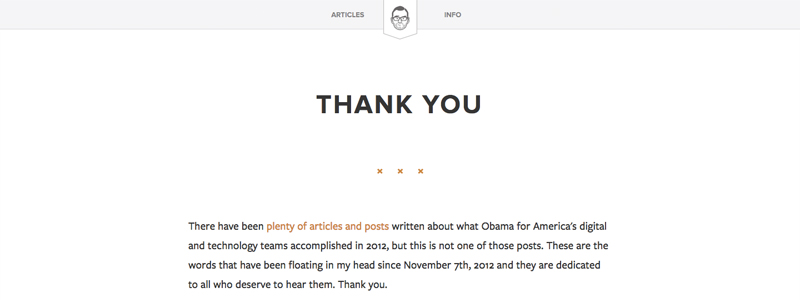 ARTICLES INFO
THANK YOU
There have been plenty of articles and posts written about what Obama for America's digital
and technology teams accomplished in 2012, but this is not one of those posts. These are the
words that have been floating in my head since November 7th, 2012 and they are dedicated
to all who deserve to hear them. Thank you.